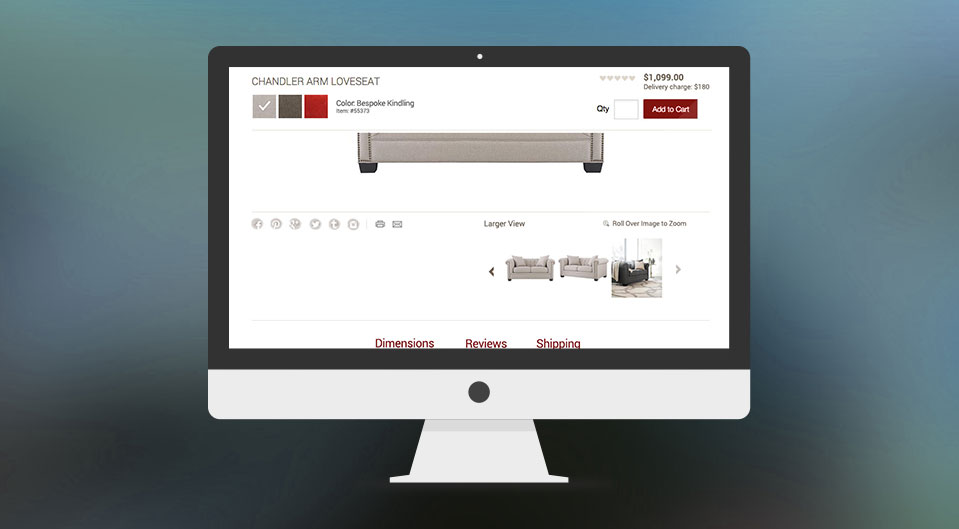 CHANDLER ARM LOVESEAT
$1,099.00
Delivery charge: $180
Color: Bespoke Kindling
Item: #55373
Qty
Add to Cart
Larger View
Roll Over Image to Zoom
Dimensions
Reviews
Shipping